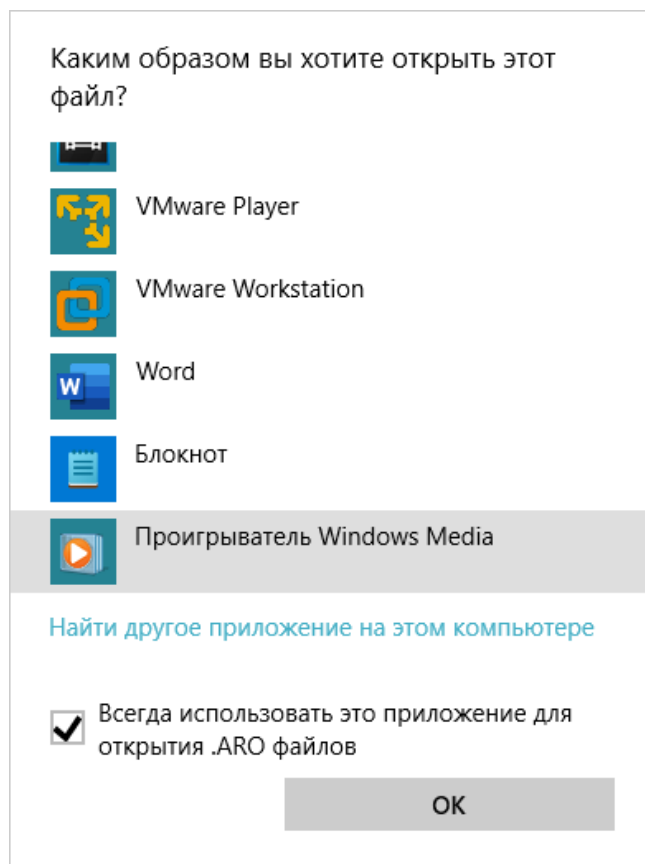 Каким образом вы хотите открыть этот
файл?
VMware Player
VMware Workstation
W
Word
Блокнот
Проигрыватель Windows Media
Найти другое приложение на этом компьютере
Всегда использовать это приложение для
открытия .ARO файлов
OK